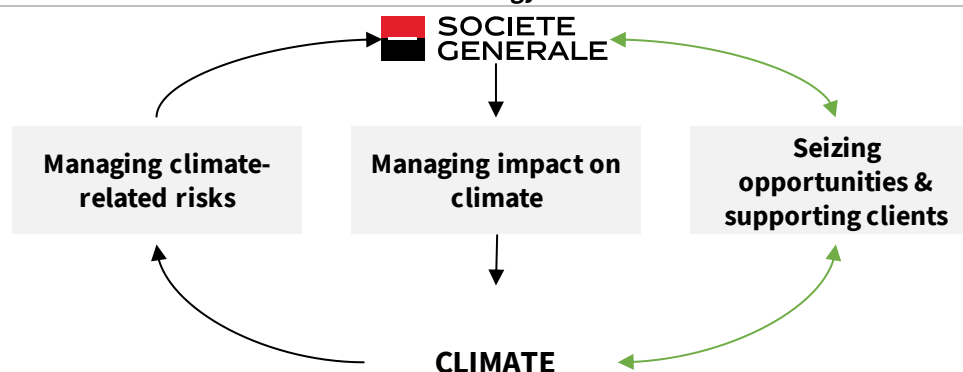 SOCIETE
GENERALE
Managing climate-
related risks
Managing impact on
climate
Seizing
opportunities &
supporting clients
CLIMATE